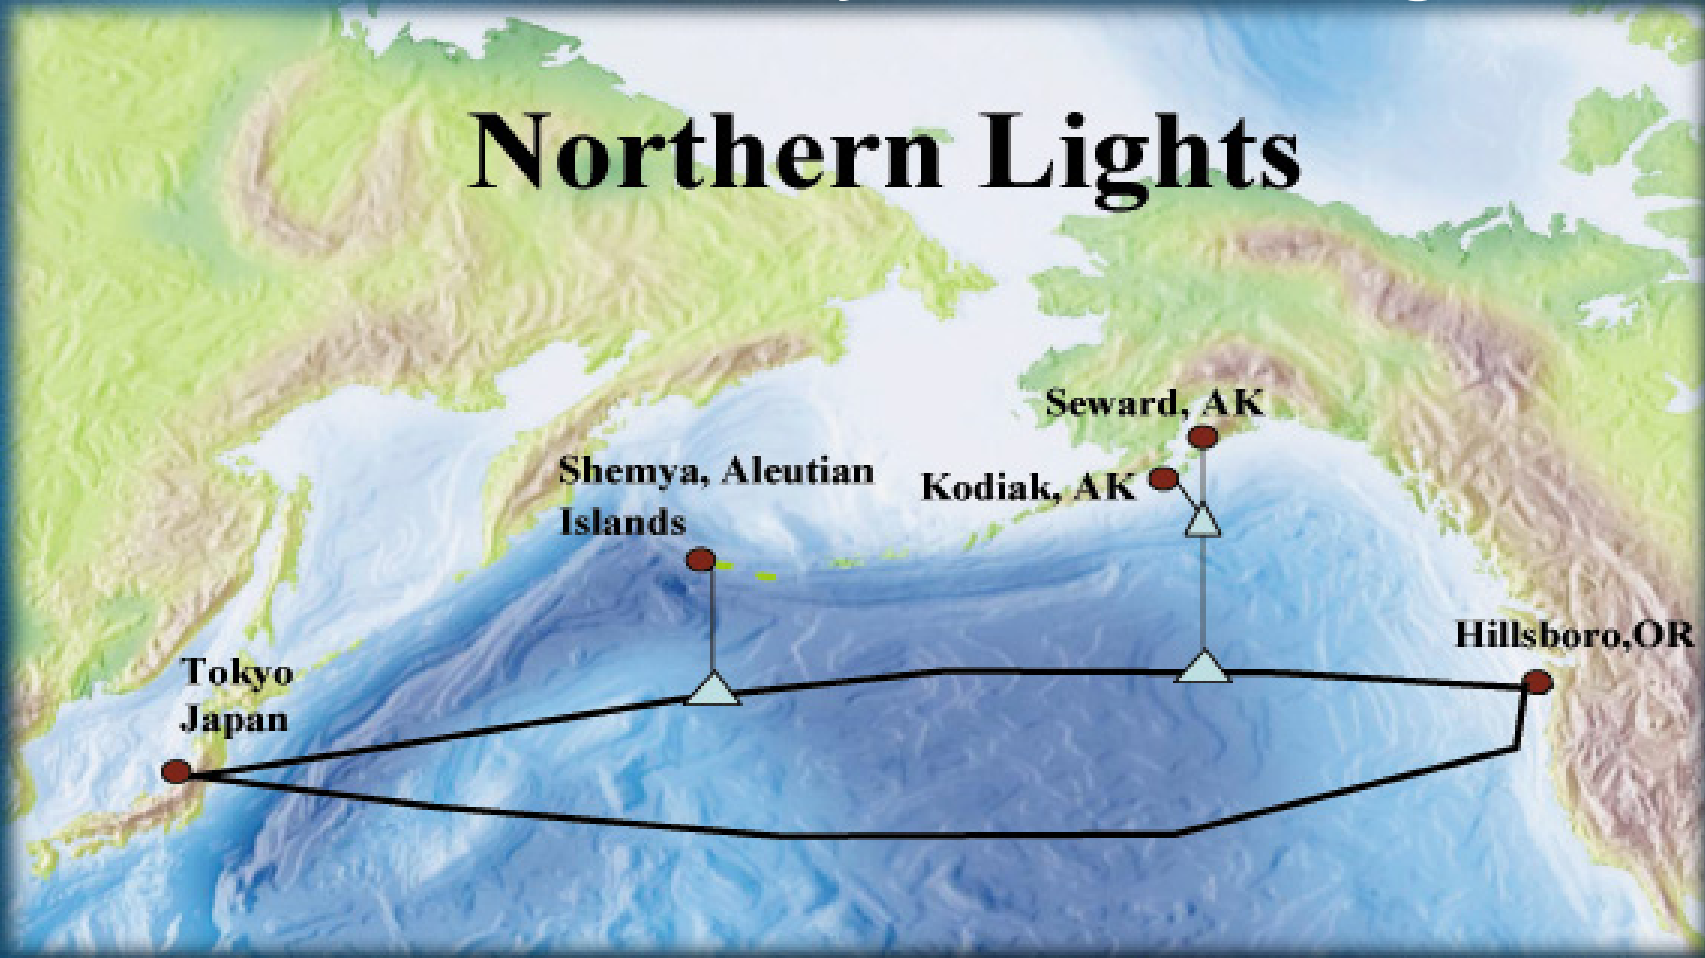 Northern Lights
Seward, AK
Shemya, Aleutian
Islands
Kodiak, AK
Hillsboro,OR
Tokyo
Japan